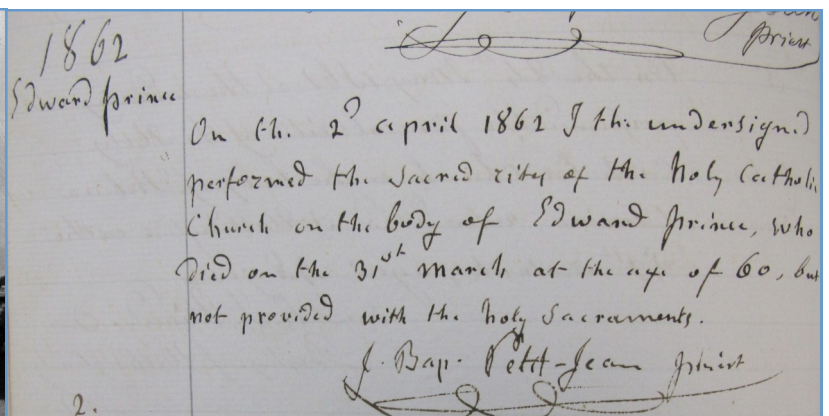 Priest
1862
Edward Prince
On the 2d april 1862 I the undersigned
performed the Sacred rites of the holy Catholic
Church on the body of Edward Prince, who
died on the 31st march at the age of 60, but
not provided with the holy Sacraments.
J. Bap. Petit-Jean priest
2.